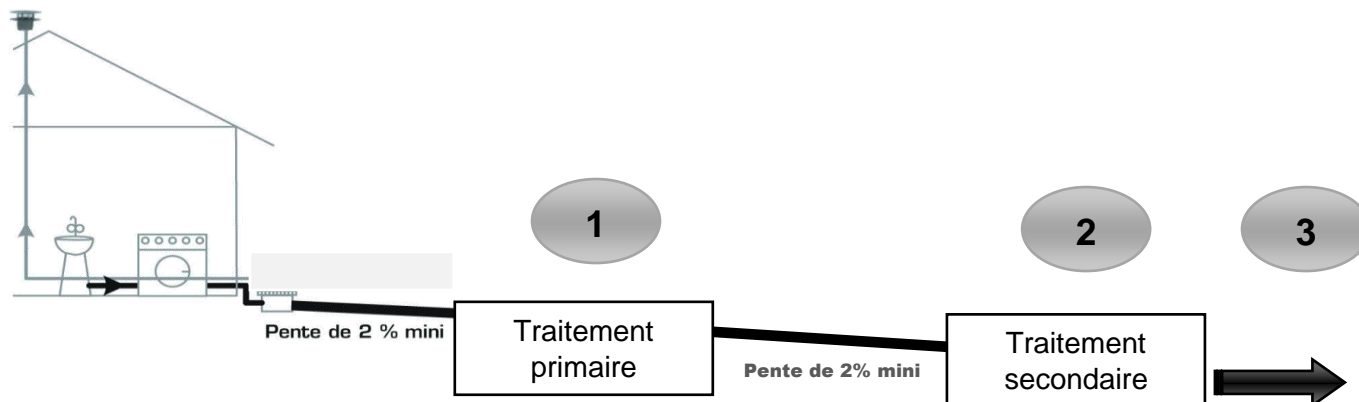 1
2
3
Pente de 2 % mini
Traitement
primaire
Pente de 2% mini
Traitement
secondaire